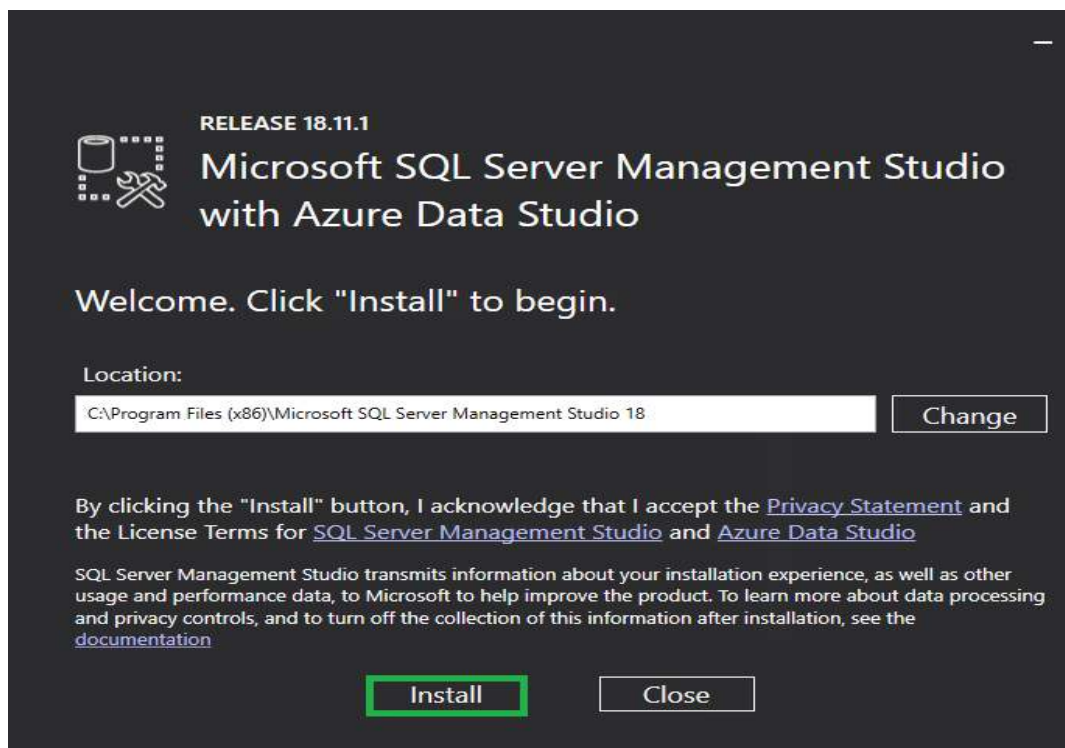 RELEASE 18.11.1
Microsoft SQL Server Management Studio
with Azure Data Studio
Welcome. Click "Install" to begin.
Location:
C:\Program Files (x86)\Microsoft SQL Server Management Studio 18
Change
By clicking the "Install" button, I acknowledge that I accept the Privacy Statement and
the License Terms for SQL Server Management Studio and Azure Data Studio
SQL Server Management Studio transmits information about your installation experience, as well as other
usage and performance data, to Microsoft to help improve the product. To learn more about data processing
and privacy controls, and to turn off the collection of this information after installation, see the
documentation
Install
Close